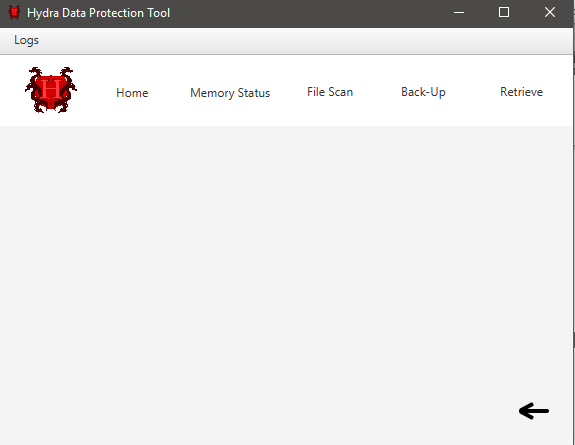 Hydra Data Protection Tool
Logs
H Home Memory Status File Scan Back-Up Retrieve